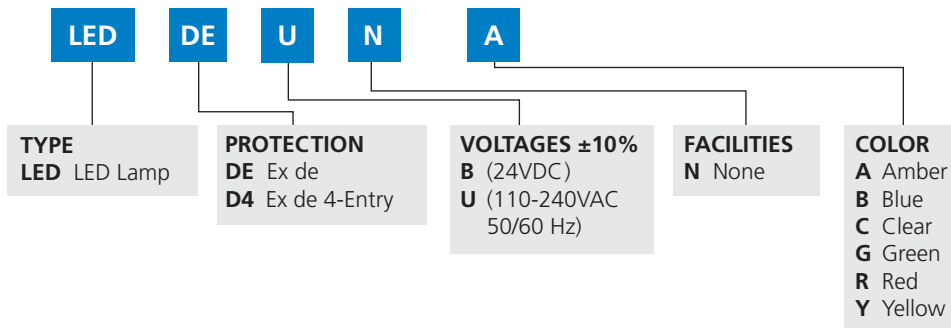 LED DE U N A
TYPE
LED LED Lamp
PROTECTION
DE Ex de
D4 Ex de 4-Entry
VOLTAGES ±10%
B (24VDC)
U (110-240VAC
50/60 Hz)
FACILITIES
N None
COLOR
A Amber
B Blue
C Clear
G Green
R Red
Y Yellow